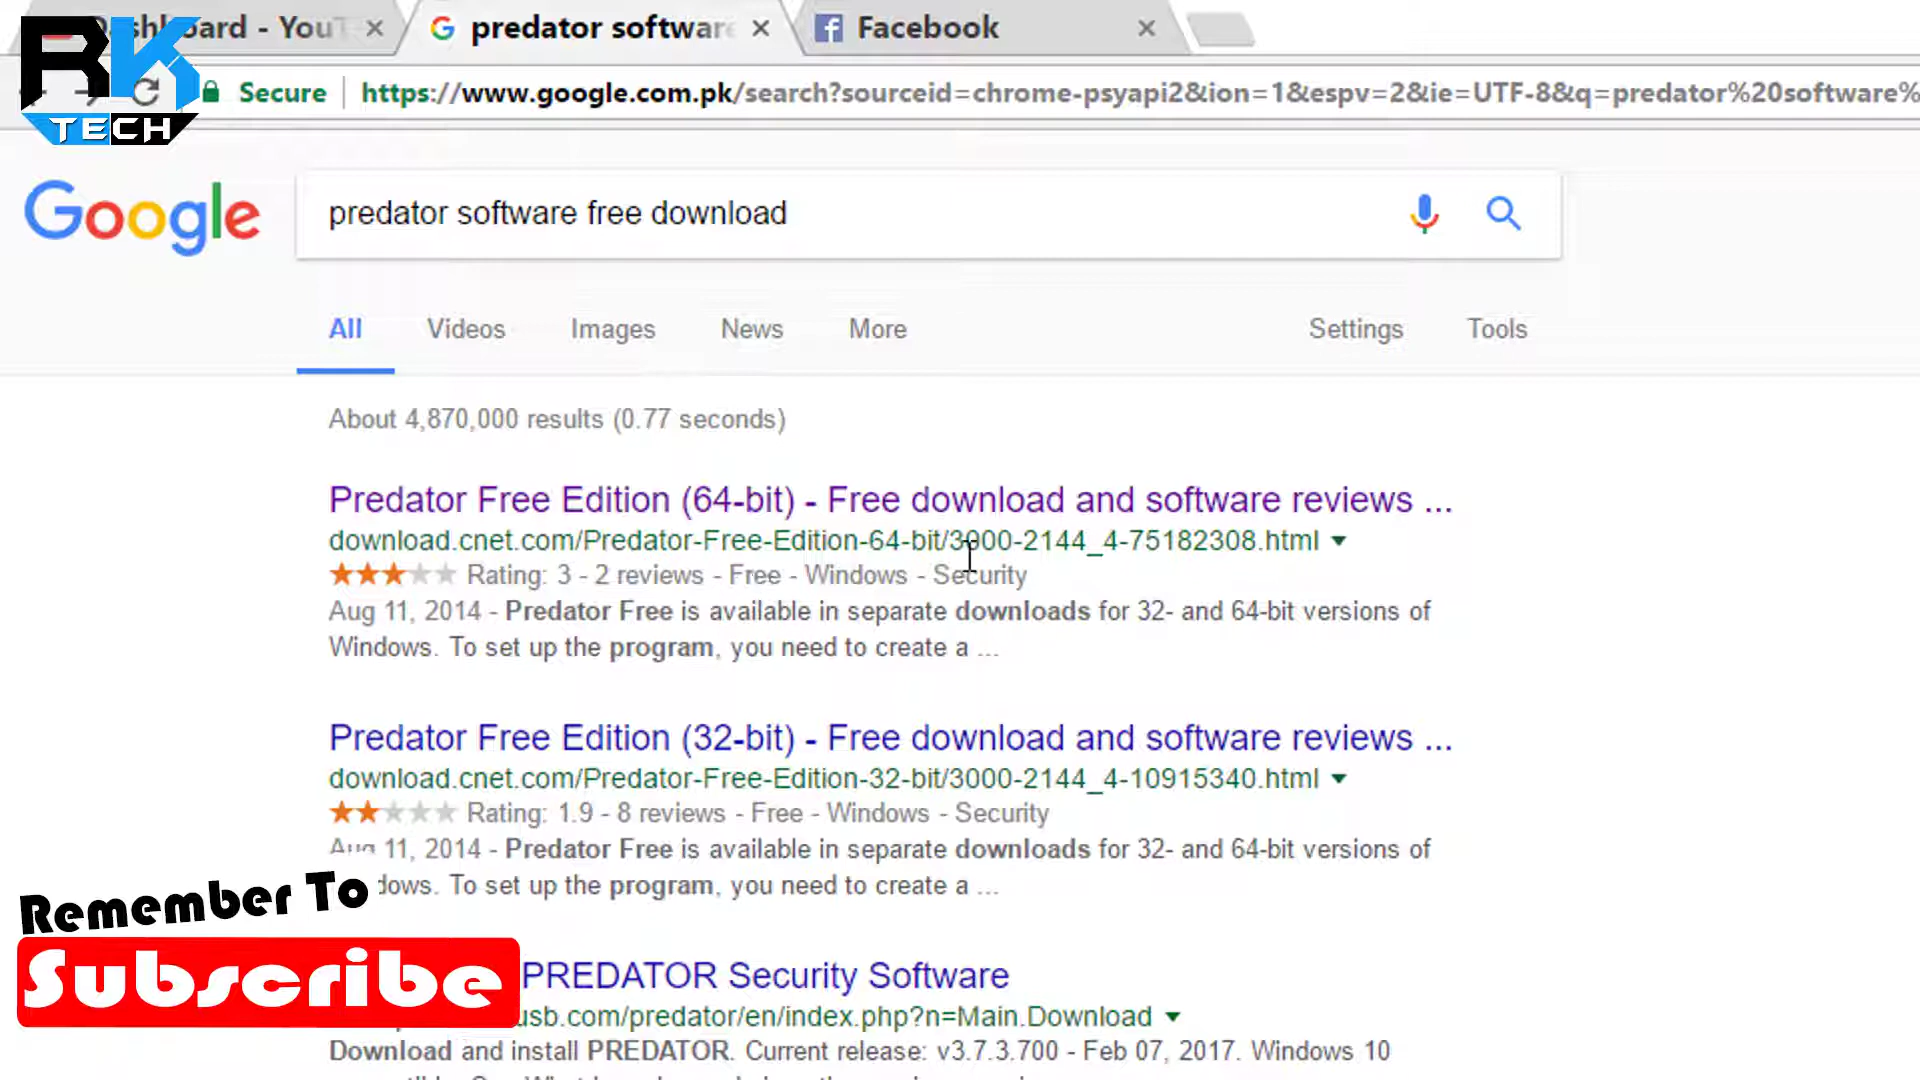 Dashboard - YouT
predator software
Facebook
RK
TECH
Secure
https://www.google.com.pk/search?sourceid=chrome-psyapi2&ion=1&espv=2&ie=UTF-8&q=predator%20software%
Google
predator software free download
All Videos Images News More Settings Tools
About 4,870,000 results (0.77 seconds)
Predator Free Edition (64-bit) - Free download and software reviews ...
download.cnet.com/Predator-Free-Edition-64-bit/3000-2144_4-75182308.html
Rating: 3 - 2 reviews - Free - Windows - Security
Aug 11, 2014 - Predator Free is available in separate downloads for 32- and 64-bit versions of
Windows. To set up the program, you need to create a ...
Predator Free Edition (32-bit) - Free download and software reviews ...
download.cnet.com/Predator-Free-Edition-32-bit/3000-2144_4-10915340.html
Rating: 1.9 - 8 reviews - Free - Windows - Security
Aug 11, 2014 - Predator Free is available in separate downloads for 32- and 64-bit versions of
dows. To set up the program, you need to create a ...
Remember To
Subscribe
PREDATOR Security Software
usb.com/predator/en/index.php?n=Main.Download
Download and install PREDATOR. Current release: v3.7.3.700 - Feb 07, 2017. Windows 10